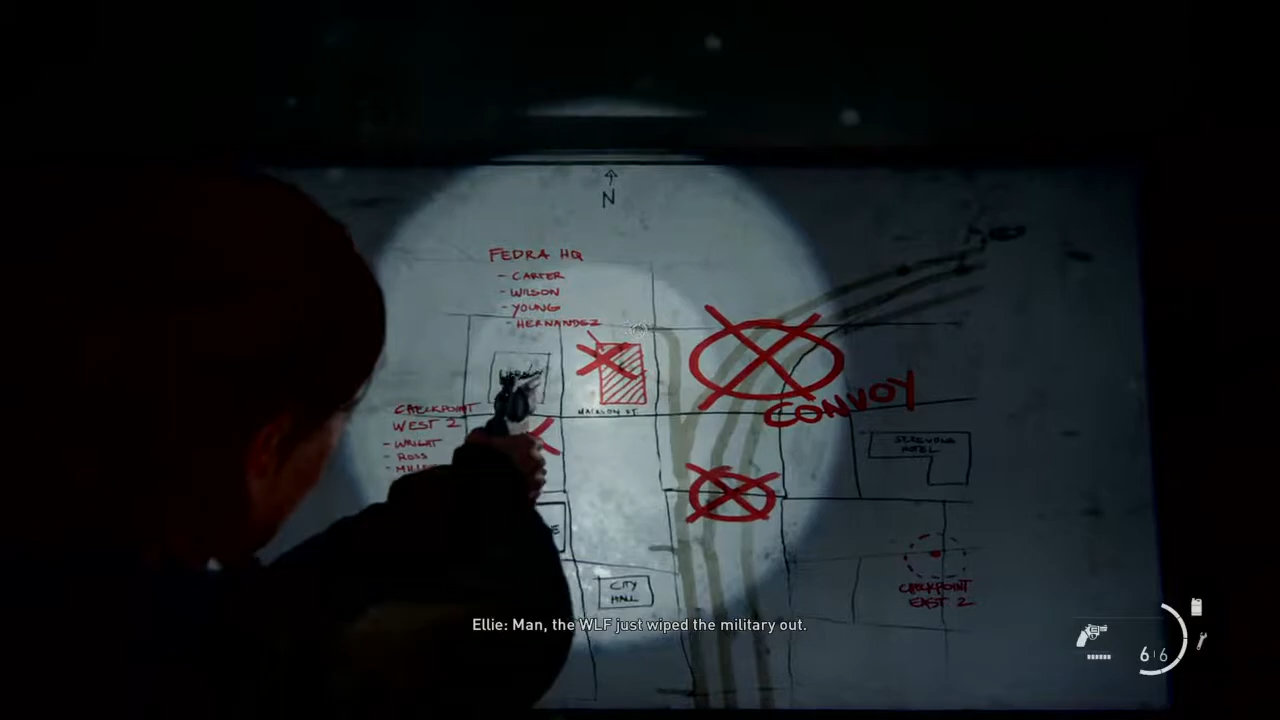 N
FEDRA HQ
- CARTER
- WILSON
- YOUNG
- HERNANDEZ
CHECKPOINT
WEST 2
- WRIGHT
- ROSS
CONVOY
HOTEL
CITY
HALL
CHECKPOINT
EAST 2
Ellie: Man, the WLF just wiped the military out.
6 6